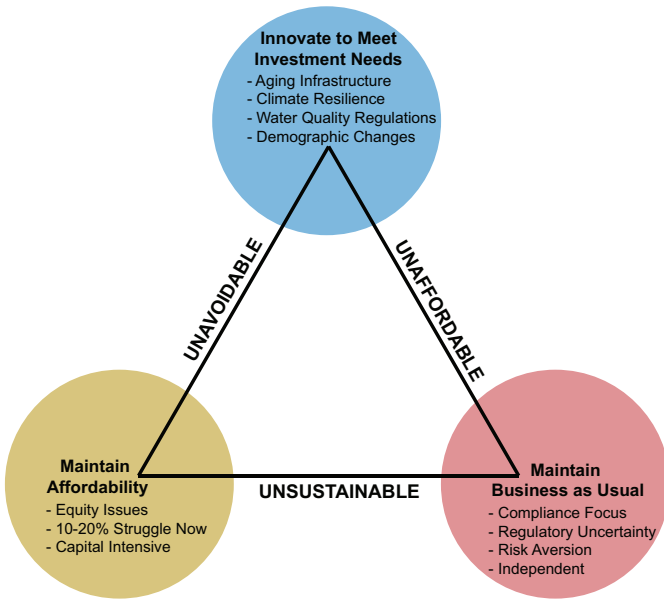 Innovate to Meet
Investment Needs
- Aging Infrastructure
- Climate Resilience
- Water Quality Regulations
- Demographic Changes
UNAVOIDABLE
UNAFFORDABLE
Maintain
Affordability
- Equity Issues
- 10-20% Struggle Now
- Capital Intensive
UNSUSTAINABLE
Maintain
Business as Usual
- Compliance Focus
- Regulatory Uncertainty
- Risk Aversion
- Independent